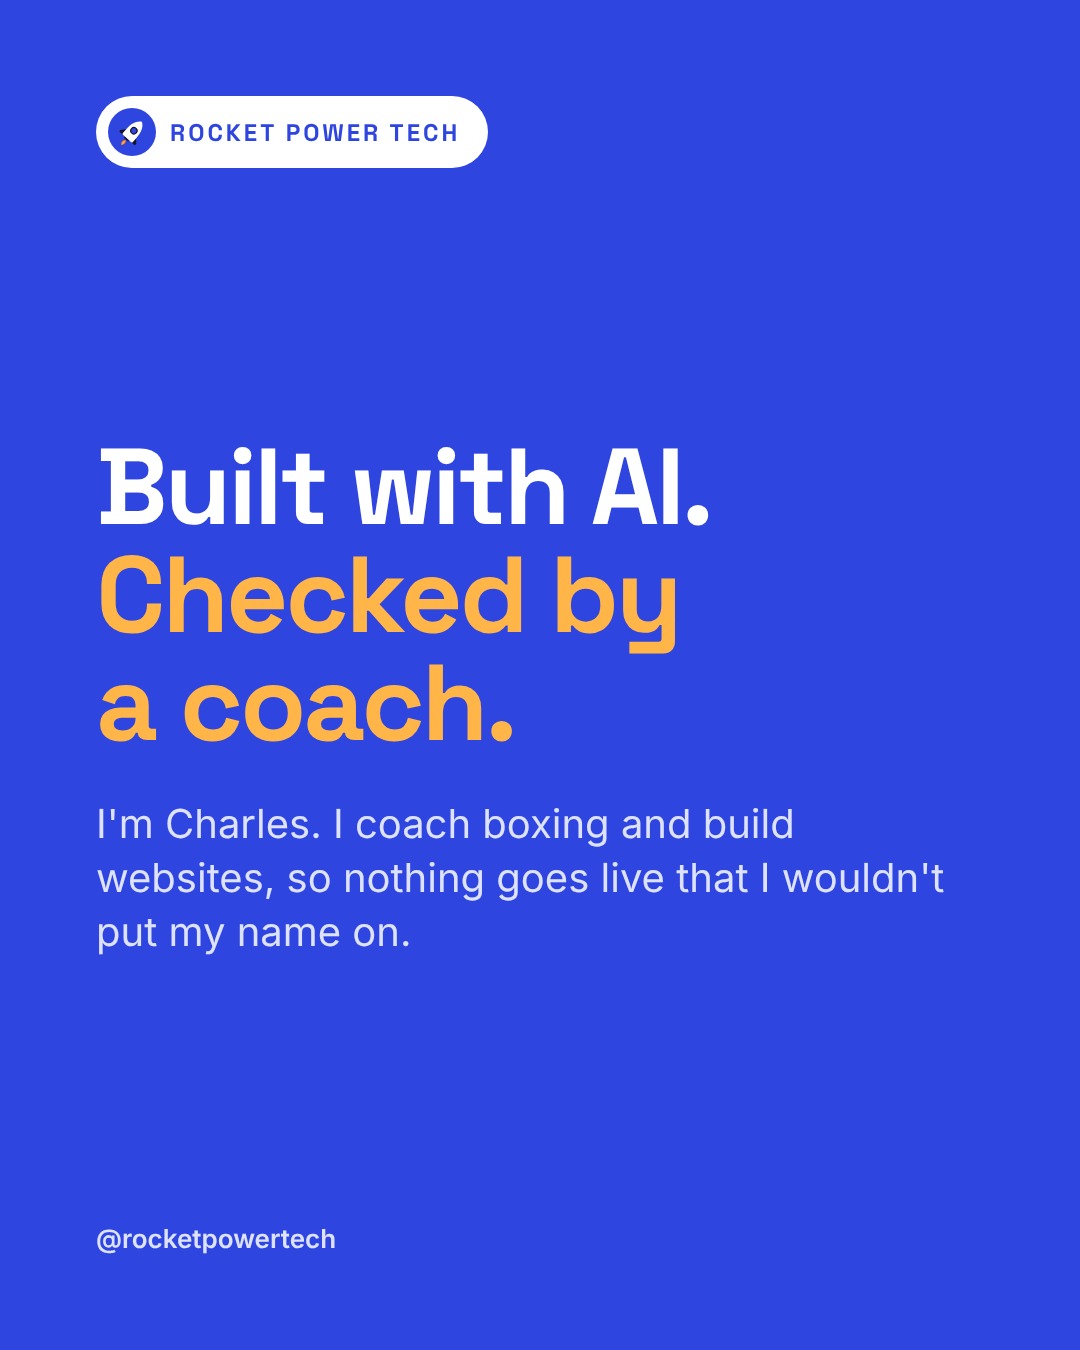 ROCKET POWER TECH
Built with AI.
Checked by
a coach.
I'm Charles. I coach boxing and build
websites, so nothing goes live that I wouldn't
put my name on.
@rocketpowertech